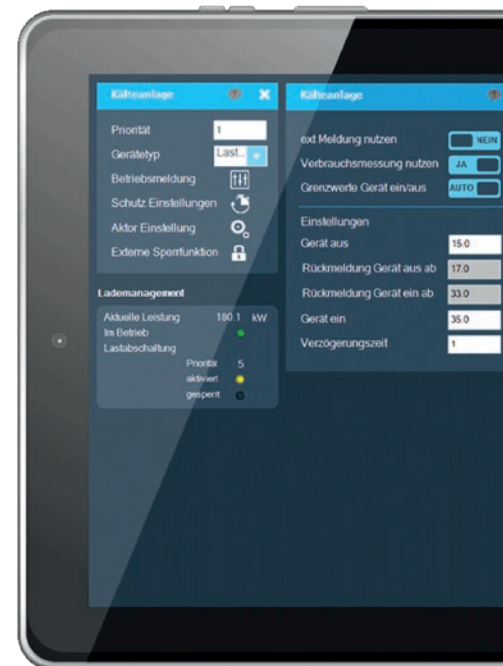 Kälteanlage
Priorität 1
Gerätetyp Last...
Betriebsmeldung
Schutz Einstellungen
Aktor Einstellung
Externe Sperrfunktion
Lademanagement
Aktuelle Leistung 180.1 kW
Im Betrieb
Lastabschaltung
Priorität 5
aktiviert
gesperrt
Kälteanlage
ext Meldung nutzen NEIN
Verbrauchsmessung nutzen JA
Grenzwerte Gerät ein/aus AUTO
Einstellungen
Gerät aus 15.0
Rückmeldung Gerät aus ab 17.0
Rückmeldung Gerät ein ab 33.0
Gerät ein 35.0
Verzögerungszeit 1